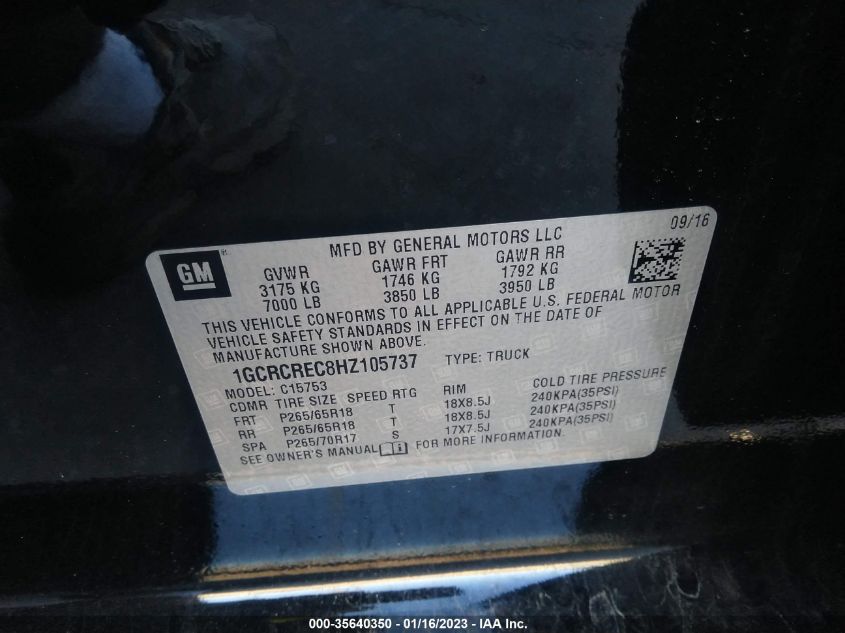 09/16
GM
MFD BY GENERAL MOTORS LLC
GVWR GAWR FRT GAWR RR
3175 KG 1746 KG 1792 KG
7000 LB 3850 LB 3950 LB
THIS VEHICLE CONFORMS TO ALL APPLICABLE U.S. FEDERAL MOTOR
VEHICLE SAFETY STANDARDS IN EFFECT ON THE DATE OF
MANUFACTURE SHOWN ABOVE.
1GCRCREC8HZ105737 TYPE: TRUCK
MODEL: C15753
CDMR TIRE SIZE SPEED RTG RIM COLD TIRE PRESSURE
FRT P265/65R18 T 18X8.5J 240KPA(35PSI)
RR P265/65R18 T 18X8.5J 240KPA(35PSI)
SPA P265/70R17 S 17X7.5J 240KPA(35PSI)
SEE OWNER'S MANUAL FOR MORE INFORMATION.
000-35640350 - 01/16/2023 - IAA Inc.